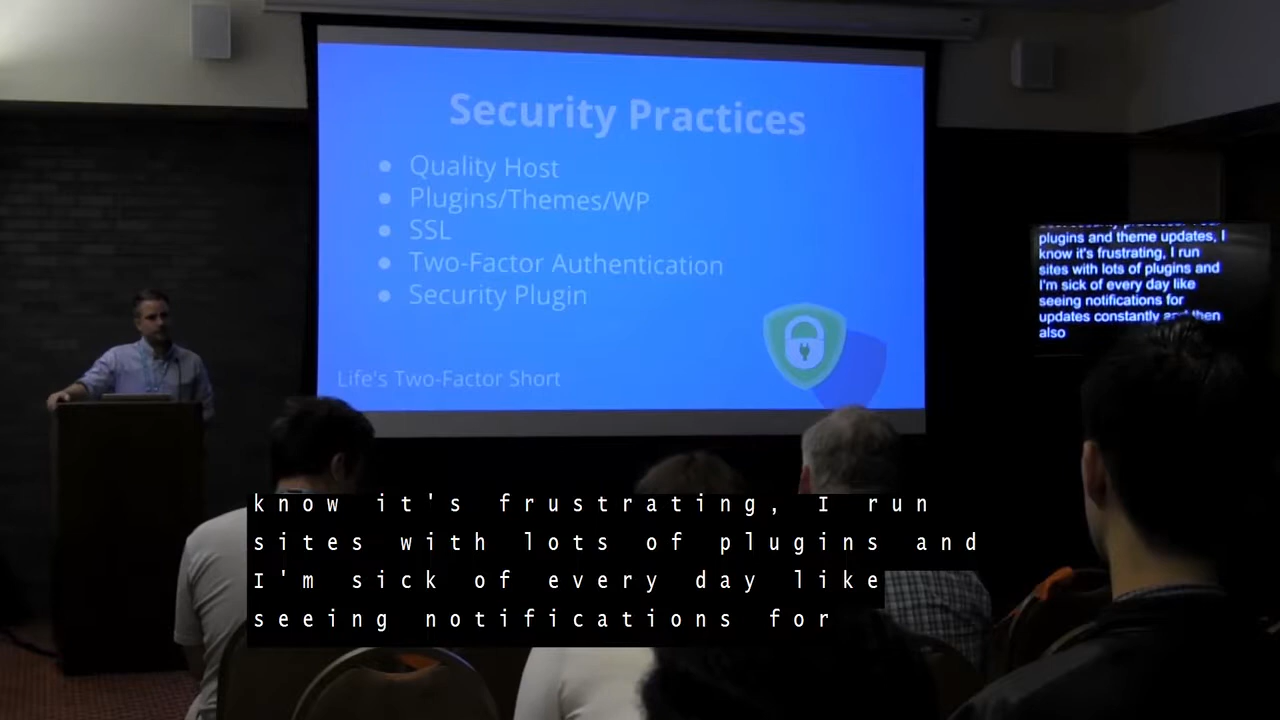 Security Practices
Quality Host
Plugins/Themes/WP
SSL
Two-Factor Authentication
Security Plugin
Life's Two-Factor Short
plugins and theme updates, I
know it's frustrating, I run
sites with lots of plugins and
I'm sick of every day like
seeing notifications for
updates constantly and then
also
know it's frustrating, I run
sites with lots of plugins and
I'm sick of every day like
seeing notifications for